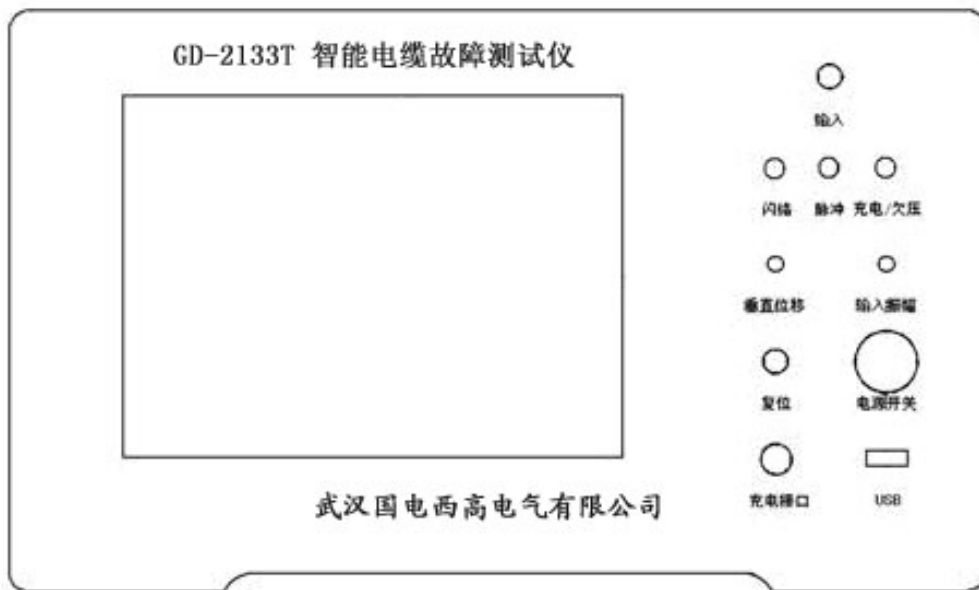 GD-2133T 智能电缆故障测试仪
输入
闪络 脉冲 充电/欠压
垂直位移 输入振幅
复位 电源开关
充电接口 USB
武汉国电西高电气有限公司